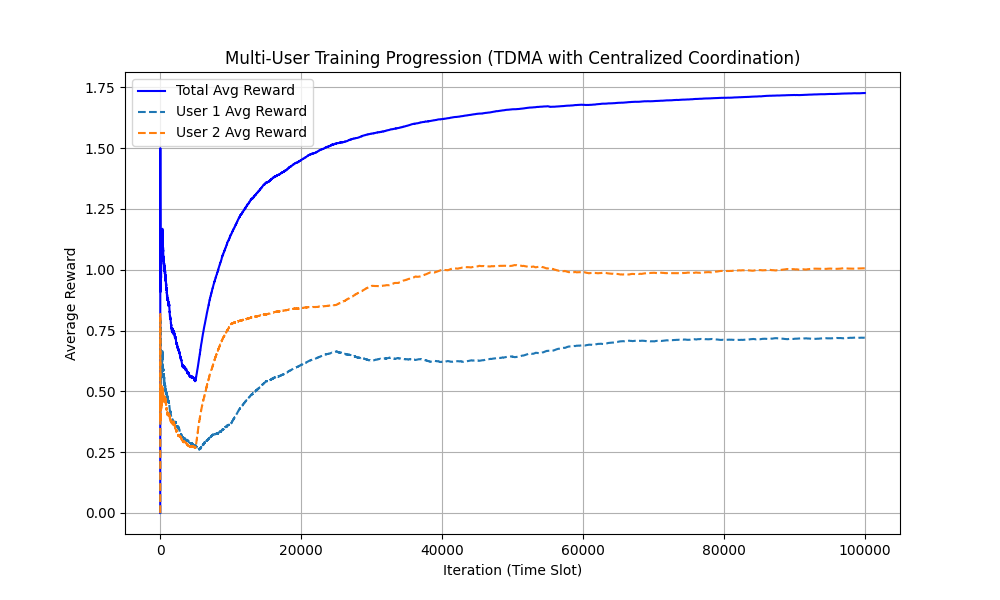 Multi-User Training Progression (TDMA with Centralized Coordination)
Total Avg Reward
User 1 Avg Reward
User 2 Avg Reward
Average Reward
1.75
1.50
1.25
1.00
0.75
0.50
0.25
0.00
0 20000 40000 60000 80000 100000
Iteration (Time Slot)